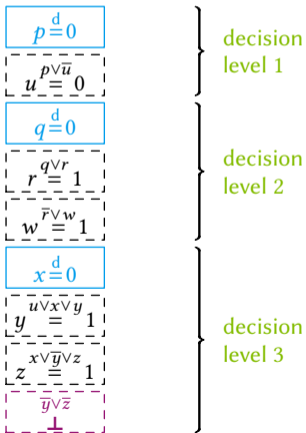 p d= 0
decision
level 1
u p∨u̅= 0
q d= 0
r q∨r= 1
decision
level 2
w r̅∨w= 1
x d= 0
y u∨x∨y= 1
decision
level 3
z x∨y̅∨z= 1
y̅∨z̅
⊥